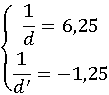 1/d = 6,25
1/d′ = −1,25